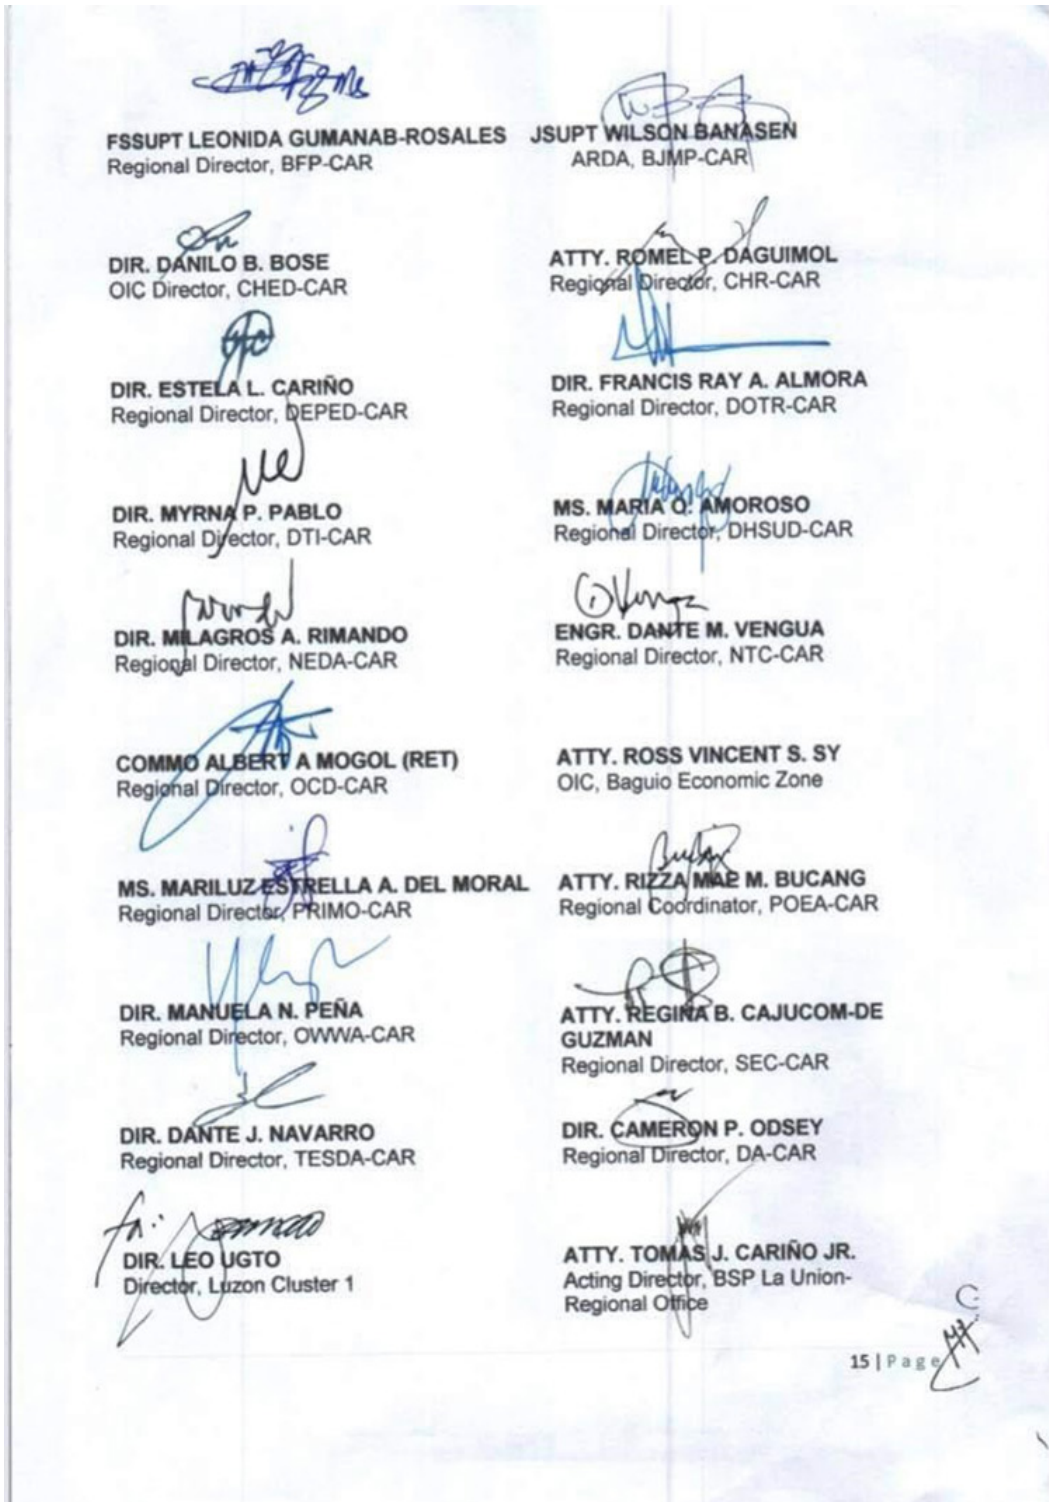 FSSUPT LEONIDA GUMANAB-ROSALES JSUPT WILSON BANASEN
Regional Director, BFP-CAR ARDA, BJMP-CAR
DIR. DANILO B. BOSE ATTY. ROMEL P. DAGUIMOL
OIC Director, CHED-CAR Regional Director, CHR-CAR
DIR. ESTELA L. CARIÑO DIR. FRANCIS RAY A. ALMORA
Regional Director, DEPED-CAR Regional Director, DOTR-CAR
DIR. MYRNA P. PABLO MS. MARIA O. AMOROSO
Regional Director, DTI-CAR Regional Director, DHSUD-CAR
DIR. MILAGROS A. RIMANDO ENGR. DANTE M. VENGUA
Regional Director, NEDA-CAR Regional Director, NTC-CAR
COMMO ALBERT A MOGOL (RET) ATTY. ROSS VINCENT S. SY
Regional Director, OCD-CAR OIC, Baguio Economic Zone
MS. MARILUZ ESTRELLA A. DEL MORAL ATTY. RIZZA MAE M. BUCANG
Regional Director, PRIMO-CAR Regional Coordinator, POEA-CAR
DIR. MANUELA N. PEÑA ATTY. REGINA B. CAJUCOM-DE
GUZMAN
Regional Director, OWWA-CAR Regional Director, SEC-CAR
DIR. DANTE J. NAVARRO DIR. CAMERON P. ODSEY
Regional Director, TESDA-CAR Regional Director, DA-CAR
DIR. LEO UGTO ATTY. TOMAS J. CARIÑO JR.
Director, Luzon Cluster 1 Acting Director, BSP La Union-
Regional Office
15 | Page